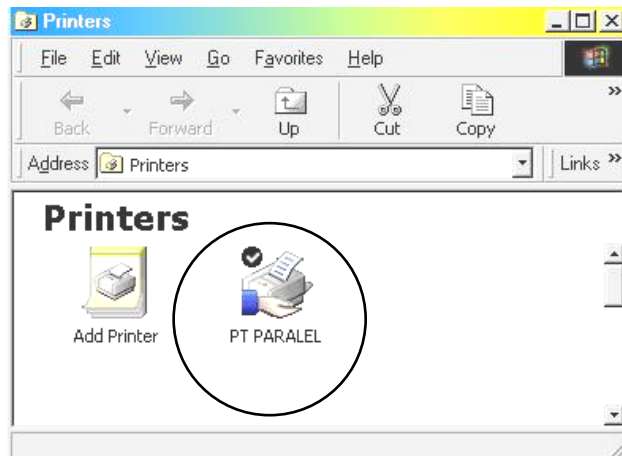 Printers
File Edit View Go Favorites Help
Back Forward Up Cut Copy »
Address Printers Links »
Printers
Add Printer PT PARALEL